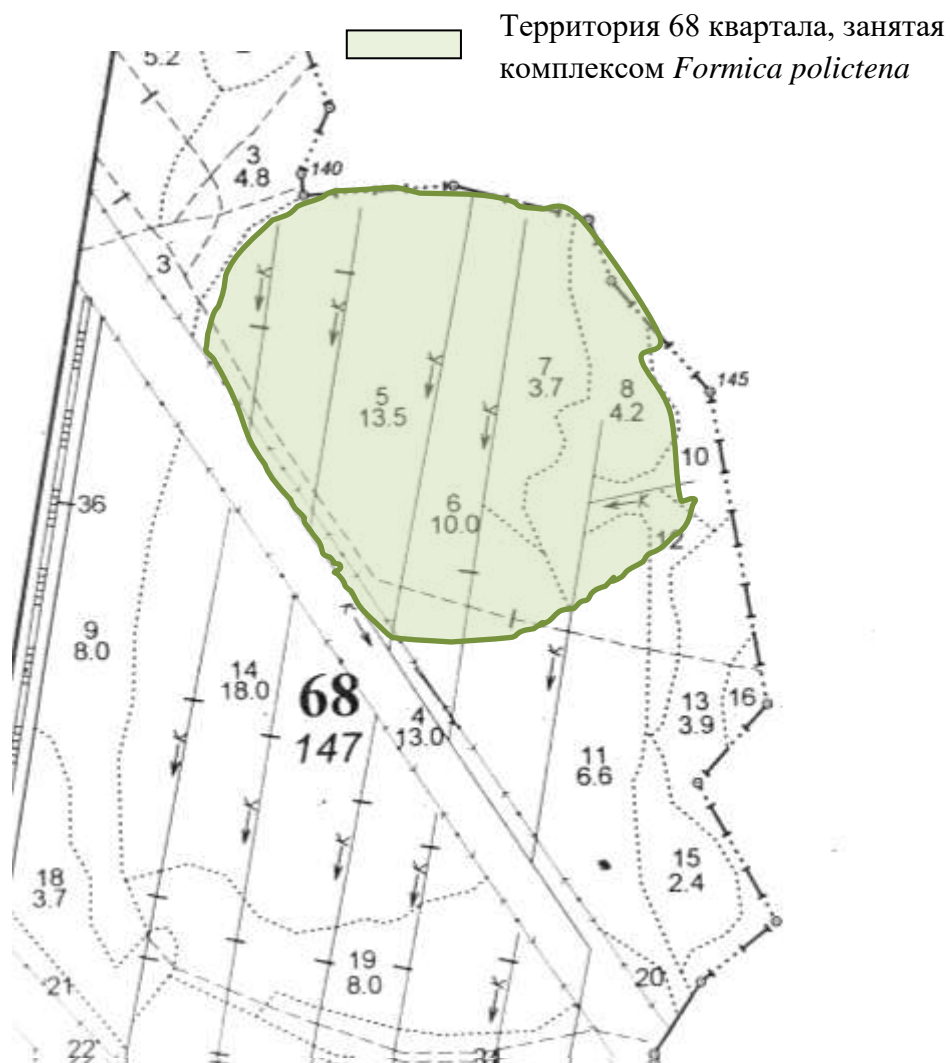 Территория 68 квартала, занятая
комплексом Formica polictena
5.2
3
4.8
140
3
7
3.7
8
4.2
145
5
13.5
10
6
10.0
36
12
9
8.0
14
18.0
68
147
4
13.0
13
3.9
16
11
6.6
15
2.4
18
3.7
19
8.0
20
21
22
К
К
К
К
К
К
К
К
К
К
К
К